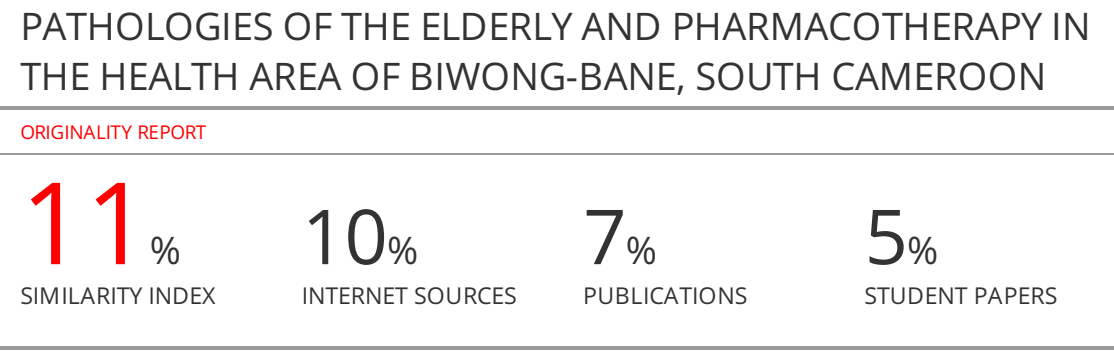 PATHOLOGIES OF THE ELDERLY AND PHARMACOTHERAPY IN
THE HEALTH AREA OF BIWONG-BANE, SOUTH CAMEROON
ORIGINALITY REPORT
11%
SIMILARITY INDEX
10%
INTERNET SOURCES
7%
PUBLICATIONS
5%
STUDENT PAPERS